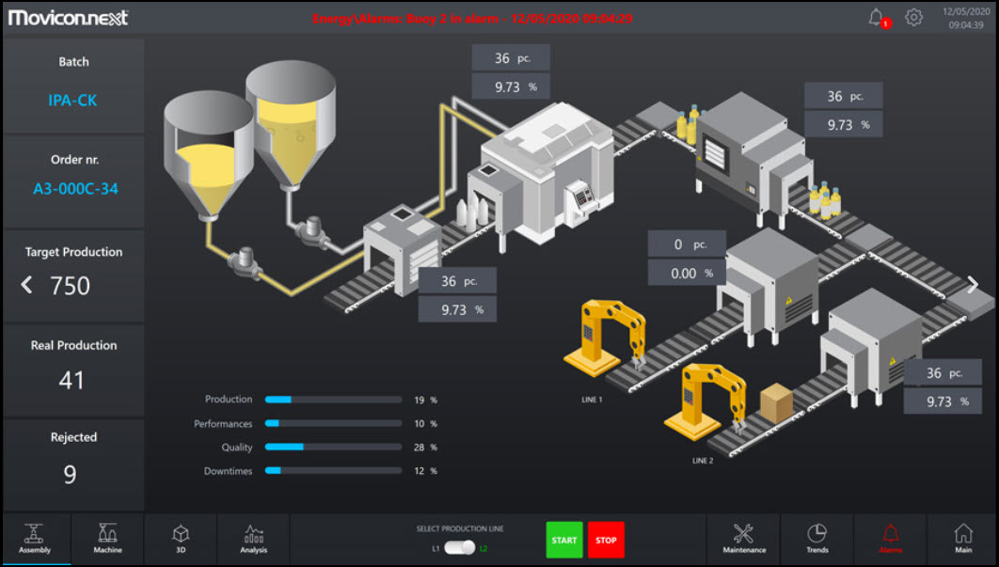 Movicon.neXt
Energy\Alarms: Buoy 2 in alarm - 12/05/2020 09:04:29
1
12/05/2020
09:04:39
Batch
IPA-CK
Order nr.
A3-000C-34
Target Production
750
Real Production
41
Rejected
9
36 pc.
9.73 %
36 pc.
9.73 %
36 pc.
9.73 %
0 pc.
0.00 %
36 pc.
9.73 %
LINE 1
LINE 2
Production 19 %
Performances 10 %
Quality 28 %
Downtimes 12 %
Assembly
Machine
3D
Analysis
SELECT PRODUCTION LINE
L1 L2
START
STOP
Maintenance
Trends
Alarms
Main